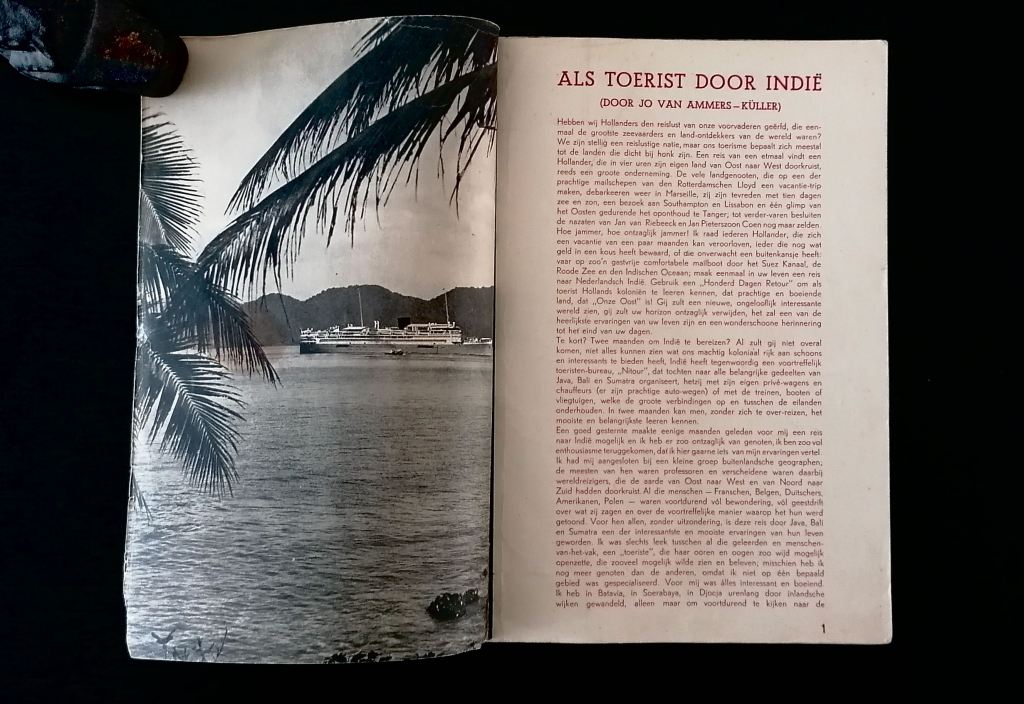 ALS TOERIST DOOR INDIË
(DOOR JO VAN AMMERS–KÜLLER)
Hebben wij Hollanders den reislust van onze voorvaderen geërfd, die een-
maal de grootste zeevaarders en land-ontdekkers van de wereld waren?
We zijn stellig een reislustige natie, maar ons toerisme bepaalt zich meestal
tot de landen die dicht bij honk zijn. Een reis van een etmaal vindt een
Hollander, die in vier uren zijn eigen land van Oost naar West doorkruist,
reeds een groote onderneming. De vele landgenooten, die op een der
prachtige mailschepen van den Rotterdamschen Lloyd een vacantie-trip
maken, debarkeeren weer in Marseille, zij zijn tevreden met tien dagen
zee en zon, een bezoek aan Southampton en Lissabon en één glimp van
het Oosten gedurende het oponthoud te Tanger; tot verder-varen besluiten
de nazaten van Jan van Riebeeck en Jan Pieterszoon Coen nog maar zelden.
Hoe jammer, hoe ontzaglijk jammer! Ik raad iederen Hollander, die zich
een vacantie van een paar maanden kan veroorloven, ieder die nog wat
geld in een kous heeft bewaard, of die onverwacht een buitenkansje heeft:
vaar op zoo'n gastvrije comfortabele mailboot door het Suez Kanaal, de
Roode Zee en den Indischen Oceaan; maak eenmaal in uw leven een reis
naar Nederlandsch Indië. Gebruik een „Honderd Dagen Retour" om als
toerist Hollands koloniën te leeren kennen, dat prachtige en boeiende
land, dat „Onze Oost" is! Gij zult een nieuwe, ongelooflijk interessante
wereld zien, gij zult uw horizon ontzaglijk verwijden, het zal een van de
heerlijkste ervaringen van uw leven zijn en een wonderschoone herinnering
tot het eind van uw dagen.
Te kort? Twee maanden om Indië te bereizen? Al zult gij niet overal
komen, niet alles kunnen zien wat ons machtig koloniaal rijk aan schoons
en interessants te bieden heeft, Indië heeft tegenwoordig een voortreffelijk
toeristen-bureau, „Nitour", dat tochten naar alle belangrijke gedeelten van
Java, Bali en Sumatra organiseert, hetzij met zijn eigen privé-wagens en
chauffeurs (er zijn prachtige auto-wegen) of met de treinen, booten of
vliegtuigen, welke de groote verbindingen op en tusschen de eilanden
onderhouden. In twee maanden kan men, zonder zich te over-reizen, het
mooiste en belangrijkste leeren kennen.
Een goed gesternte maakte eenige maanden geleden voor mij een reis
naar Indië mogelijk en ik heb er zoo ontzaglijk van genoten, ik ben zoo vol
enthousiasme teruggekomen, dat ik hier gaarne iets van mijn ervaringen vertel.
Ik had mij aangesloten bij een kleine groep buitenlandsche geographen;
de meesten van hen waren professoren en verscheidene waren daarbij
wereldreizigers, die de aarde van Oost naar West en van Noord naar
Zuid hadden doorkruist. Al die menschen — Franschen, Belgen, Duitschers,
Amerikanen, Polen — waren voortdurend vól bewondering, vól geestdrift
over wat zij zagen en over de voortreffelijke manier waarop het hun werd
getoond. Voor hen allen, zonder uitzondering, is deze reis door Java, Bali
en Sumatra een der interessantste en mooiste ervaringen van hun leven
geworden. Ik was slechts leek tusschen al die geleerden en menschen-
van-het-vak, een „toeriste", die haar ooren en oogen zoo wijd mogelijk
openzette, die zooveel mogelijk wilde zien en beleven; misschien heb ik
nog meer genoten dan de anderen, omdat ik niet op één bepaald
gebied was gespecialiseerd. Voor mij was álles interessant en boeiend.
Ik heb in Batavia, in Soerabaya, in Djocja urenlang door inlandsche
wijken gewandeld, alleen maar om voortdurend te kijken naar de
1